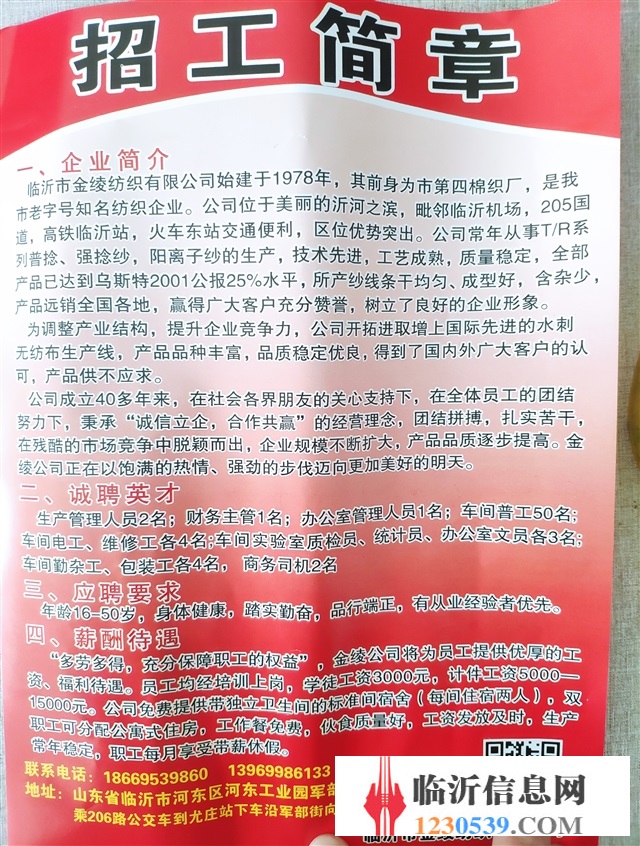 招工简章
一、企业简介
临沂市金绫纺织有限公司始建于1978年，其前身为市第四棉织厂，是我
市老字号知名纺织企业。公司位于美丽的沂河之滨，毗邻临沂机场，205国
道，高铁临沂站，火车东站交通便利，区位优势突出。公司常年从事T/R系
列普捻、强捻纱，阳离子纱的生产，技术先进，工艺成熟，质量稳定，全部
产品已达到乌斯特2001公报25%水平，所产纱线条干均匀、成型好，含杂少，
产品远销全国各地，赢得广大客户充分赞誉，树立了良好的企业形象。
为调整产业结构，提升企业竞争力，公司开拓进取增上国际先进的水刺
无纺布生产线，产品品种丰富，品质稳定优良，得到了国内外广大客户的认
可，产品供不应求。
公司成立40多年来，在社会各界朋友的关心支持下，在全体员工的团结
努力下，秉承“诚信立企，合作共赢”的经营理念，团结拼搏，扎实苦干，
在残酷的市场竞争中脱颖而出，企业规模不断扩大，产品品质逐步提高。金
绫公司正在以饱满的热情、强劲的步伐迈向更加美好的明天。
二、诚聘英才
生产管理人员2名；财务主管1名；办公室管理人员1名；车间普工50名；
车间电工、维修工各4名；车间实验室质检员、统计员、办公室文员各3名；
车间勤杂工、包装工各4名，商务司机2名
三、应聘要求
年龄16-50岁，身体健康，踏实勤奋，品行端正，有从业经验者优先。
四、薪酬待遇
“多劳多得，充分保障职工的权益”，金绫公司将为员工提供优厚的工
资、福利待遇。员工均经培训上岗，学徒工资3000元，计件工资5000—
15000元。公司免费提供带独立卫生间的标准间宿舍（每间住宿两人），双
职工可分配公寓式住房，工作餐免费，伙食质量好，工资发放及时，生产
常年稳定，职工每月享受带薪休假。
联系电话：18669539860 13969986133
地址：山东省临沂市河东区河东工业园军部
乘206路公交车到尤庄站下车沿军部街向
临沂信息网
1230539.com